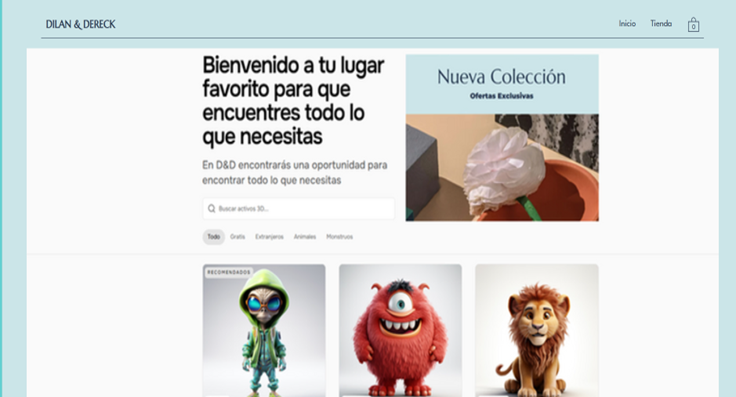 DILAN & DERECK
Inicio
Tienda
0
Bienvenido a tu lugar
favorito para que
encuentres todo lo
que necesitas
En D&D encontrarás una oportunidad para
encontrar todo lo que necesitas
Buscar activos 3D...
Todo
Gratis
Extranjeros
Animales
Monstruos
Nueva Colección
Ofertas Exclusivas
RECOMENDADOS